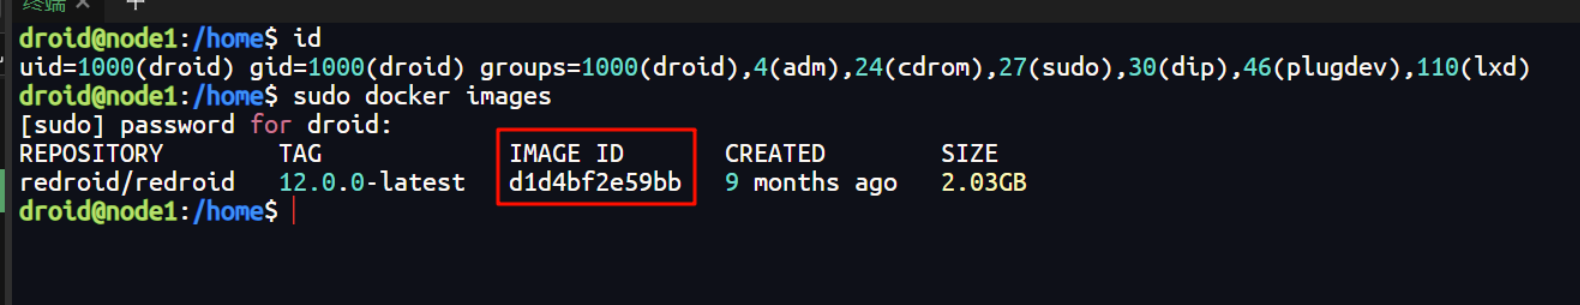 终端 × +
droid@node1:/home$ id
uid=1000(droid) gid=1000(droid) groups=1000(droid),4(adm),24(cdrom),27(sudo),30(dip),46(plugdev),110(lxd)
droid@node1:/home$ sudo docker images
[sudo] password for droid:
REPOSITORY TAG IMAGE ID CREATED SIZE
redroid/redroid 12.0.0-latest d1d4bf2e59bb 9 months ago 2.03GB
droid@node1:/home$